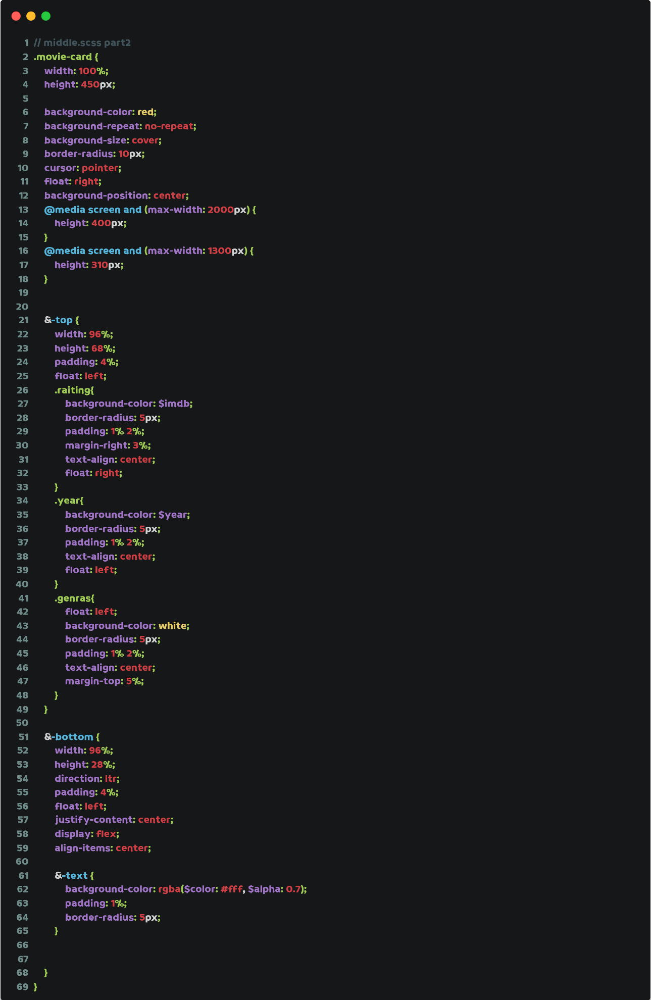 1 // middle.scss part2
2 .movie-card {
3     width: 100%;
4     height: 450px;
5
6     background-color: red;
7     background-repeat: no-repeat;
8     background-size: cover;
9     border-radius: 10px;
10     cursor: pointer;
11     float: right;
12     background-position: center;
13     @media screen and (max-width: 2000px) {
14         height: 400px;
15     }
16     @media screen and (max-width: 1300px) {
17         height: 310px;
18     }
19
20
21     &-top {
22         width: 96%;
23         height: 68%;
24         padding: 4%;
25         float: left;
26         .raiting{
27             background-color: $imdb;
28             border-radius: 5px;
29             padding: 1% 2%;
30             margin-right: 3%;
31             text-align: center;
32             float: right;
33         }
34         .year{
35             background-color: $year;
36             border-radius: 5px;
37             padding: 1% 2%;
38             text-align: center;
39             float: left;
40         }
41         .genras{
42             float: left;
43             background-color: white;
44             border-radius: 5px;
45             padding: 1% 2%;
46             text-align: center;
47             margin-top: 5%;
48         }
49     }
50
51     &-bottom {
52         width: 96%;
53         height: 28%;
54         direction: ltr;
55         padding: 4%;
56         float: left;
57         justify-content: center;
58         display: flex;
59         align-items: center;
60
61         &-text {
62             background-color: rgba($color: #fff, $alpha: 0.7);
63             padding: 1%;
64             border-radius: 5px;
65         }
66
67
68     }
69 }